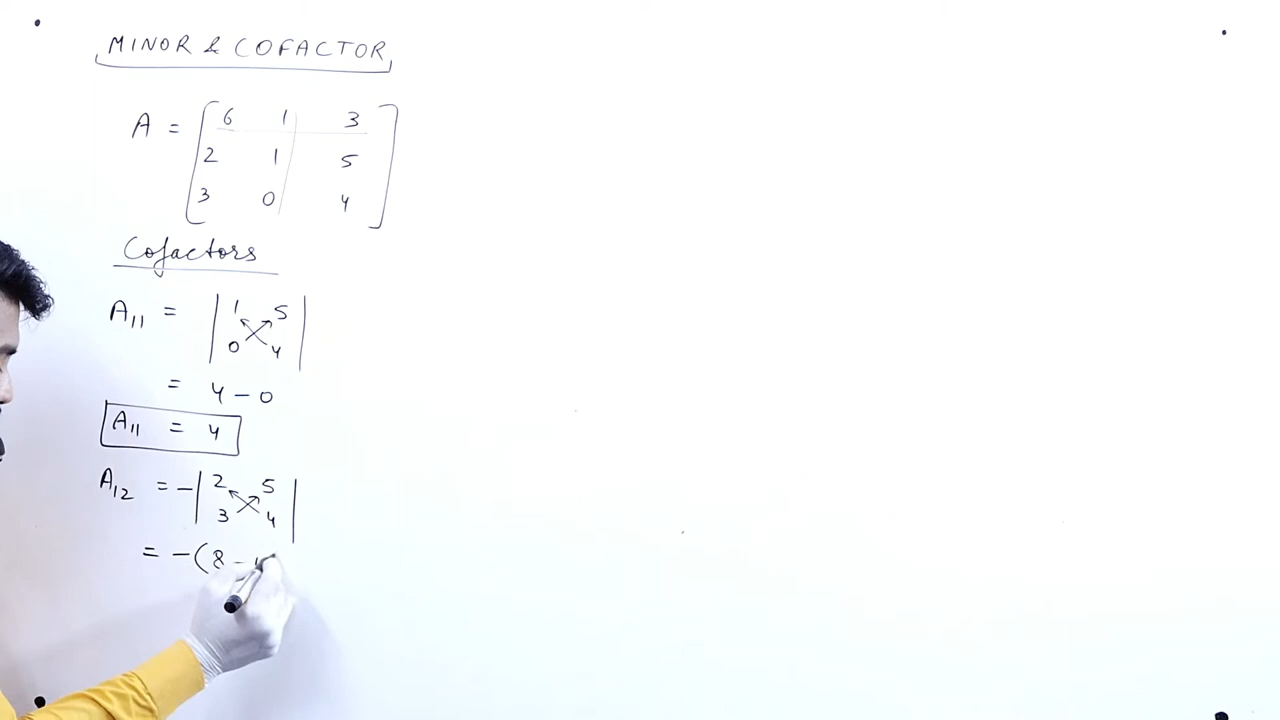 MINOR & COFACTOR
A = [ 6 1 3
2 1 5
3 0 4 ]
Cofactors
A₁₁ = | 1 5
0 4 |
= 4 - 0
A₁₁ = 4
A₁₂ = - | 2 5
3 4 |
= - ( 8 - 1